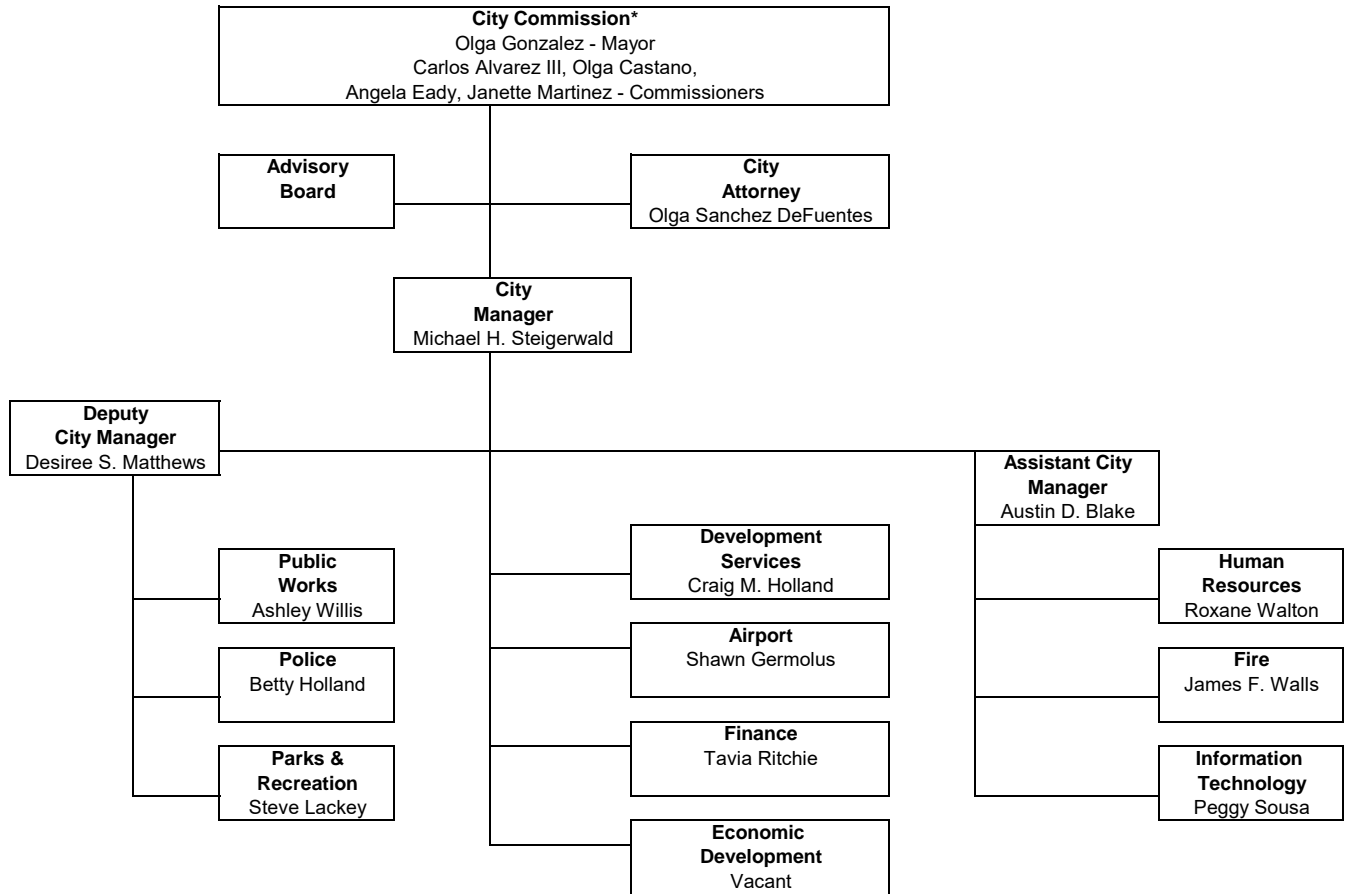 City Commission*
Olga Gonzalez - Mayor
Carlos Alvarez III, Olga Castano,
Angela Eady, Janette Martinez - Commissioners
Advisory
Board
City
Attorney
Olga Sanchez DeFuentes
City
Manager
Michael H. Steigerwald
Deputy
City Manager
Desiree S. Matthews
Assistant City
Manager
Austin D. Blake
Public
Works
Ashley Willis
Police
Betty Holland
Parks &
Recreation
Steve Lackey
Development
Services
Craig M. Holland
Airport
Shawn Germolus
Finance
Tavia Ritchie
Economic
Development
Vacant
Human
Resources
Roxane Walton
Fire
James F. Walls
Information
Technology
Peggy Sousa